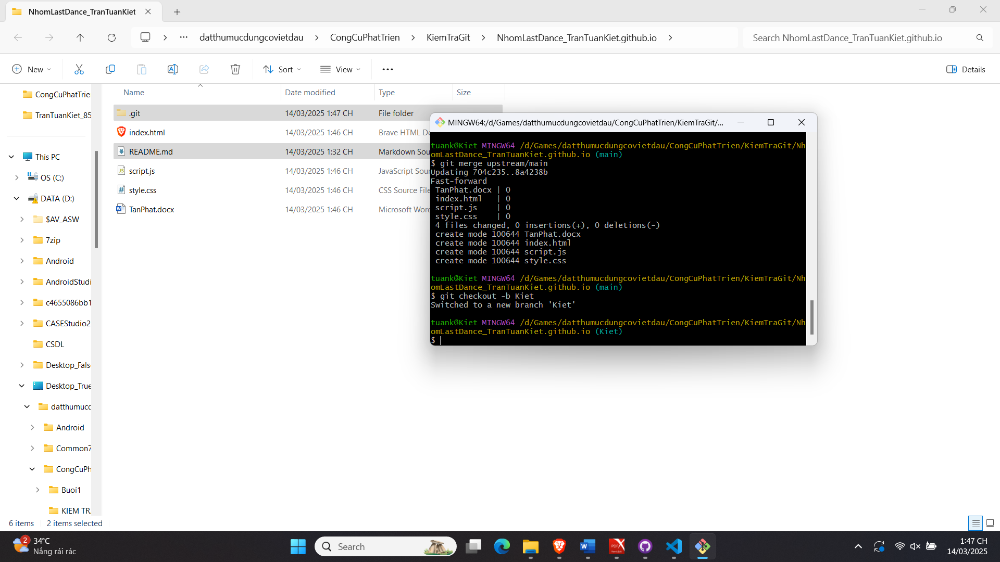 NhomLastDance_TranTuanKiet
datthumucdungcovietdau
CongCuPhatTrien
KiemTraGit
NhomLastDance_TranTuanKiet.github.io
Search NhomLastDance_TranTuanKiet.github.io
New
Sort
View
Details
CongCuPhatTrie
TranTuanKiet_85
This PC
OS (C:)
DATA (D:)
$AV_ASW
7zip
Android
AndroidStudi
c4655086bb1
CASEStudio2
CSDL
Desktop_Fals
Desktop_True
datthumuc
Android
Common7
CongCuPh
Buoi1
KIEM TR
Name Date modified Type Size
.git 14/03/2025 1:47 CH File folder
index.html 14/03/2025 1:46 CH Brave HTML Do
README.md 14/03/2025 1:32 CH Markdown Sou
script.js 14/03/2025 1:46 CH JavaScript Sour
style.css 14/03/2025 1:46 CH CSS Source File
TanPhat.docx 14/03/2025 1:46 CH Microsoft Word
MINGW64:/d/Games/datthumucdungcovietdau/CongCuPhatTrien/KiemTraGit/...
tuank@Kiet MINGW64 /d/Games/datthumucdungcovietdau/CongCuPhatTrien/KiemTraGit/Nh
omLastDance_TranTuanKiet.github.io (main)
$ git merge upstream/main
Updating 704c235..8a4238b
Fast-forward
TanPhat.docx | 0
index.html | 0
script.js | 0
style.css | 0
4 files changed, 0 insertions(+), 0 deletions(-)
create mode 100644 TanPhat.docx
create mode 100644 index.html
create mode 100644 script.js
create mode 100644 style.css
tuank@Kiet MINGW64 /d/Games/datthumucdungcovietdau/CongCuPhatTrien/KiemTraGit/Nh
omLastDance_TranTuanKiet.github.io (main)
$ git checkout -b Kiet
Switched to a new branch 'Kiet'
tuank@Kiet MINGW64 /d/Games/datthumucdungcovietdau/CongCuPhatTrien/KiemTraGit/Nh
omLastDance_TranTuanKiet.github.io (Kiet)
$
6 items 2 items selected
2
34°C
Nắng rải rác
Search
1:47 CH
14/03/2025